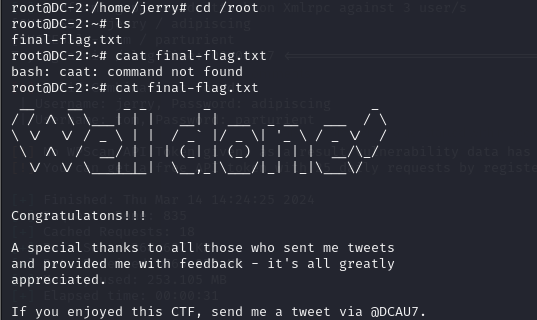 root@DC-2:/home/jerry# cd /root
root@DC-2:~# ls
final-flag.txt
root@DC-2:~# caat final-flag.txt
bash: caat: command not found
root@DC-2:~# cat final-flag.txt
Well done!
Congratulatons!!!
A special thanks to all those who sent me tweets
and provided me with feedback - it's all greatly
appreciated.
If you enjoyed this CTF, send me a tweet via @DCAU7.